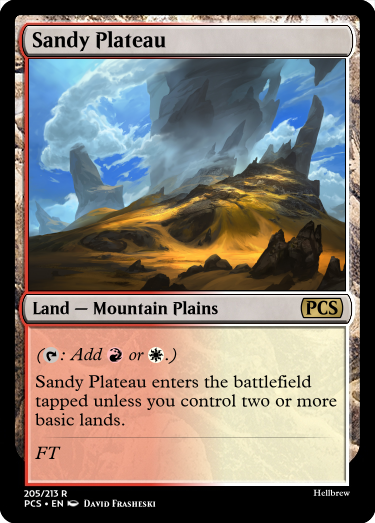 Sandy Plateau
Land — Mountain Plains
PCS
(: Add or .)
Sandy Plateau enters the battlefield
tapped unless you control two or more
basic lands.
FT
205/213 R
PCS • EN David Frasheski
Hellbrew